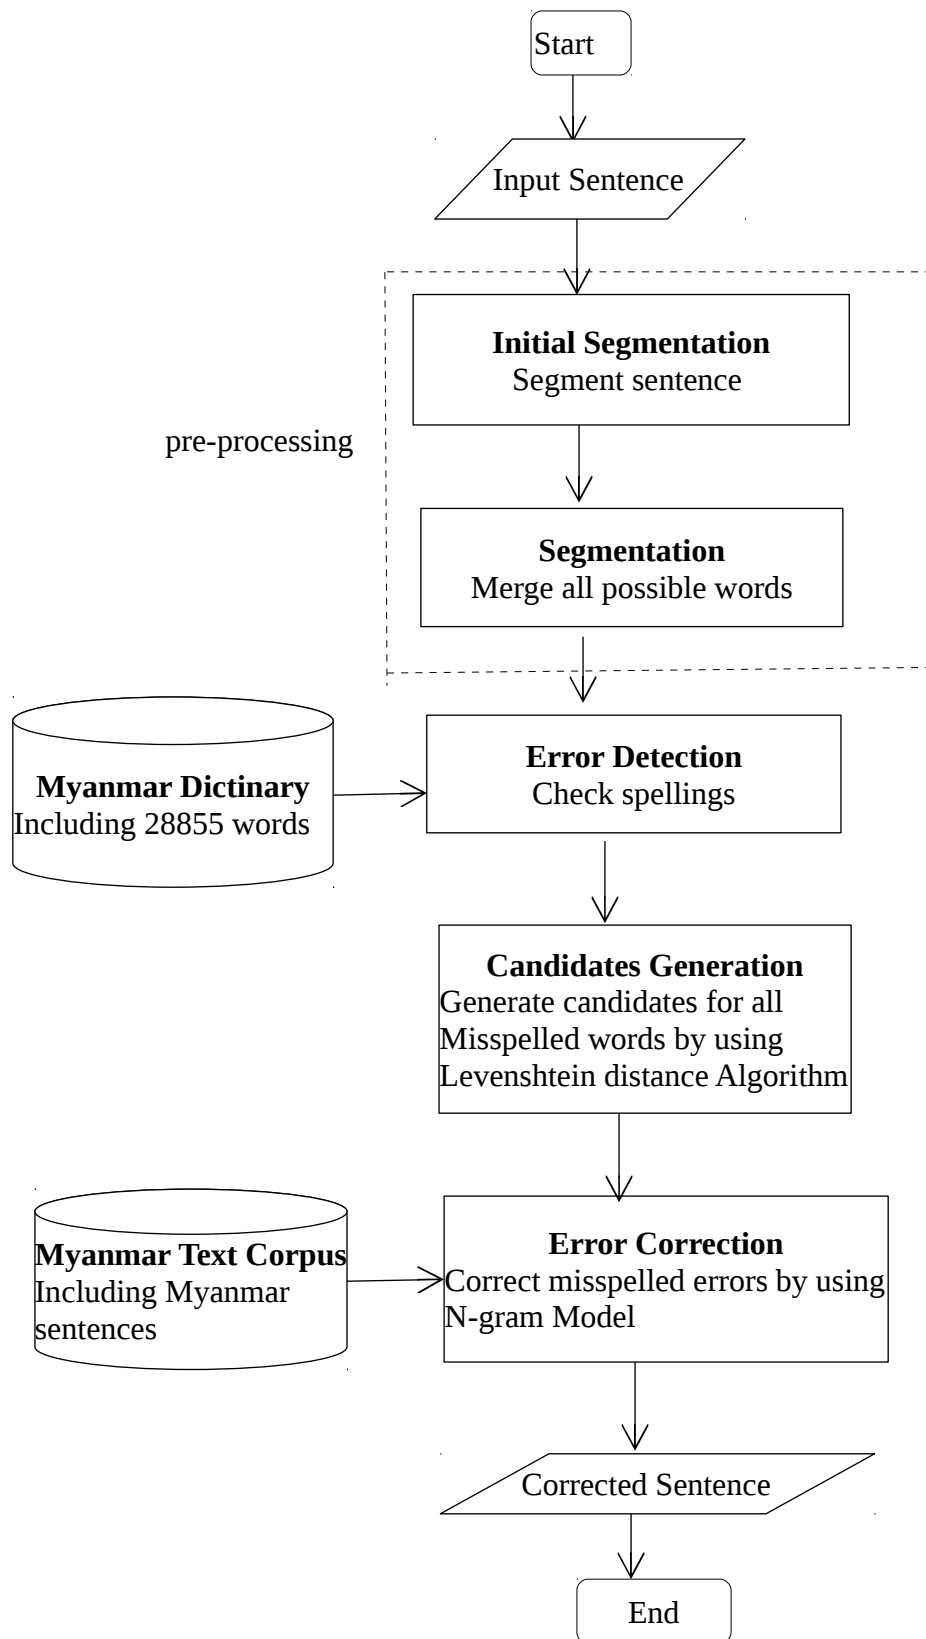 Start
Input Sentence
Initial Segmentation
Segment sentence
pre-processing
Segmentation
Merge all possible words
Myanmar Dictinary
Including 28855 words
Error Detection
Check spellings
Candidates Generation
Generate candidates for all
Misspelled words by using
Levenshtein distance Algorithm
Myanmar Text Corpus
Including Myanmar
sentences
Error Correction
Correct misspelled errors by using
N-gram Model
Corrected Sentence
End